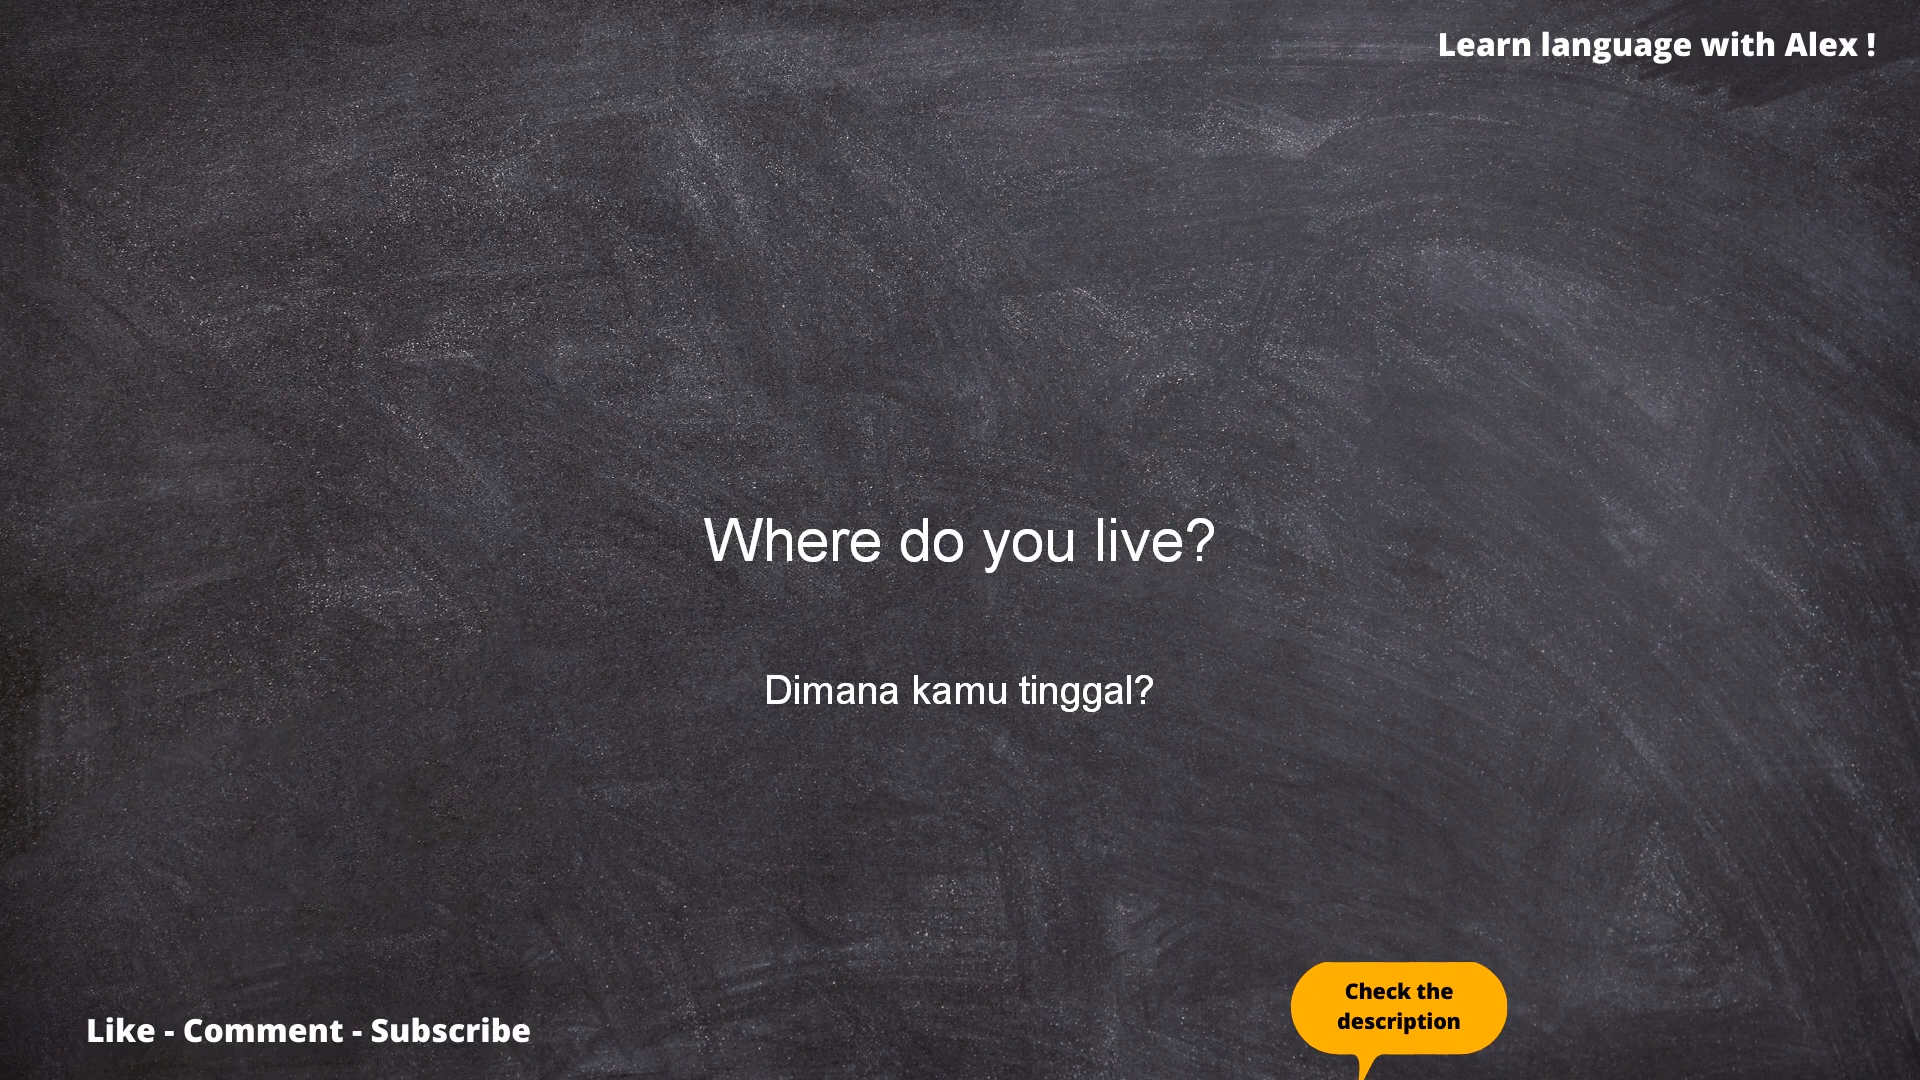 Learn language with Alex !
Where do you live?
Dimana kamu tinggal?
Check the
description
Like - Comment - Subscribe